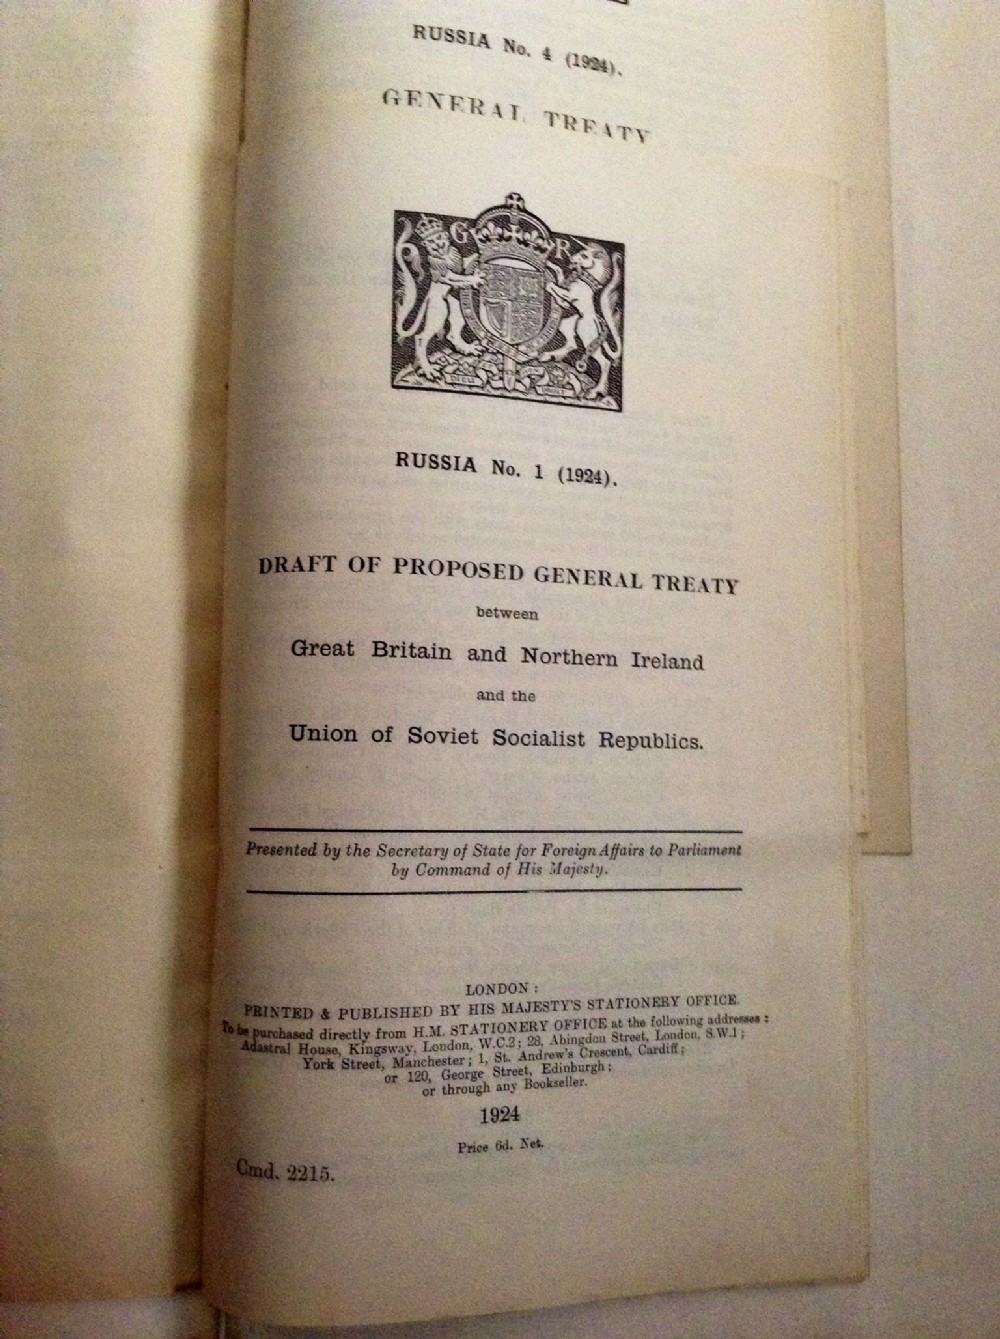 RUSSIA No. 4 (1924).
GENERAL TREATY
G R
RUSSIA No. 1 (1924).
DRAFT OF PROPOSED GENERAL TREATY
between
Great Britain and Northern Ireland
and the
Union of Soviet Socialist Republics.
Presented by the Secretary of State for Foreign Affairs to Parliament
by Command of His Majesty.
LONDON:
PRINTED & PUBLISHED BY HIS MAJESTY'S STATIONERY OFFICE.
To be purchased directly from H.M. STATIONERY OFFICE at the following addresses:
Adastral House, Kingsway, London, W.C.2; 28, Abingdon Street, London, S.W.1;
York Street, Manchester; 1, St. Andrew's Crescent, Cardiff;
or 120, George Street, Edinburgh;
or through any Bookseller.
1924
Price 6d. Net.
Cmd. 2215.